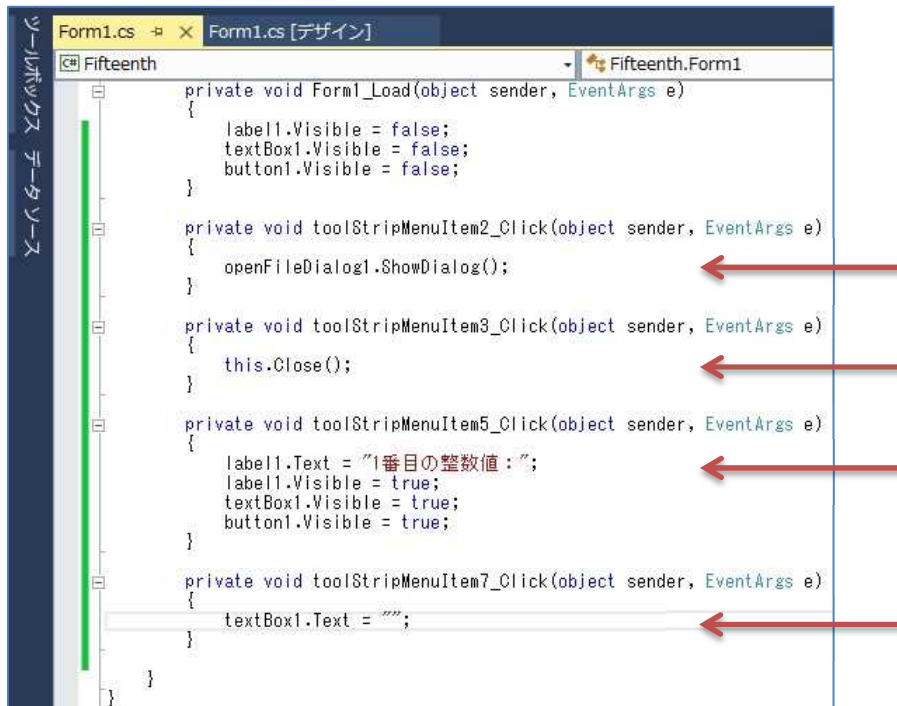 ツールボックス データ ソース
Form1.cs × Form1.cs [デザイン]
C# Fifteenth Fifteenth.Form1
private void Form1_Load(object sender, EventArgs e)
{
label1.Visible = false;
textBox1.Visible = false;
button1.Visible = false;
}
private void toolStripMenuItem2_Click(object sender, EventArgs e)
{
openFileDialog1.ShowDialog();
}
private void toolStripMenuItem3_Click(object sender, EventArgs e)
{
this.Close();
}
private void toolStripMenuItem5_Click(object sender, EventArgs e)
{
label1.Text = "1番目の整数値：";
label1.Visible = true;
textBox1.Visible = true;
button1.Visible = true;
}
private void toolStripMenuItem7_Click(object sender, EventArgs e)
{
textBox1.Text = "";
}
}
}